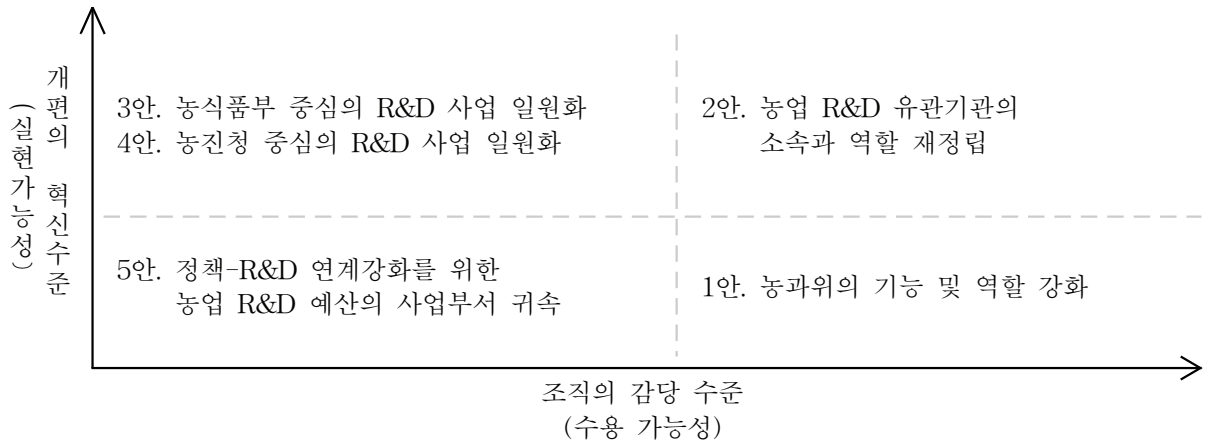 개편의 혁신수준
(실현가능성)
3안. 농식품부 중심의 R&D 사업 일원화
4안. 농진청 중심의 R&D 사업 일원화
2안. 농업 R&D 유관기관의
소속과 역할 재정립
5안. 정책-R&D 연계강화를 위한
농업 R&D 예산의 사업부서 귀속
1안. 농과위의 기능 및 역할 강화
조직의 감당 수준
(수용 가능성)